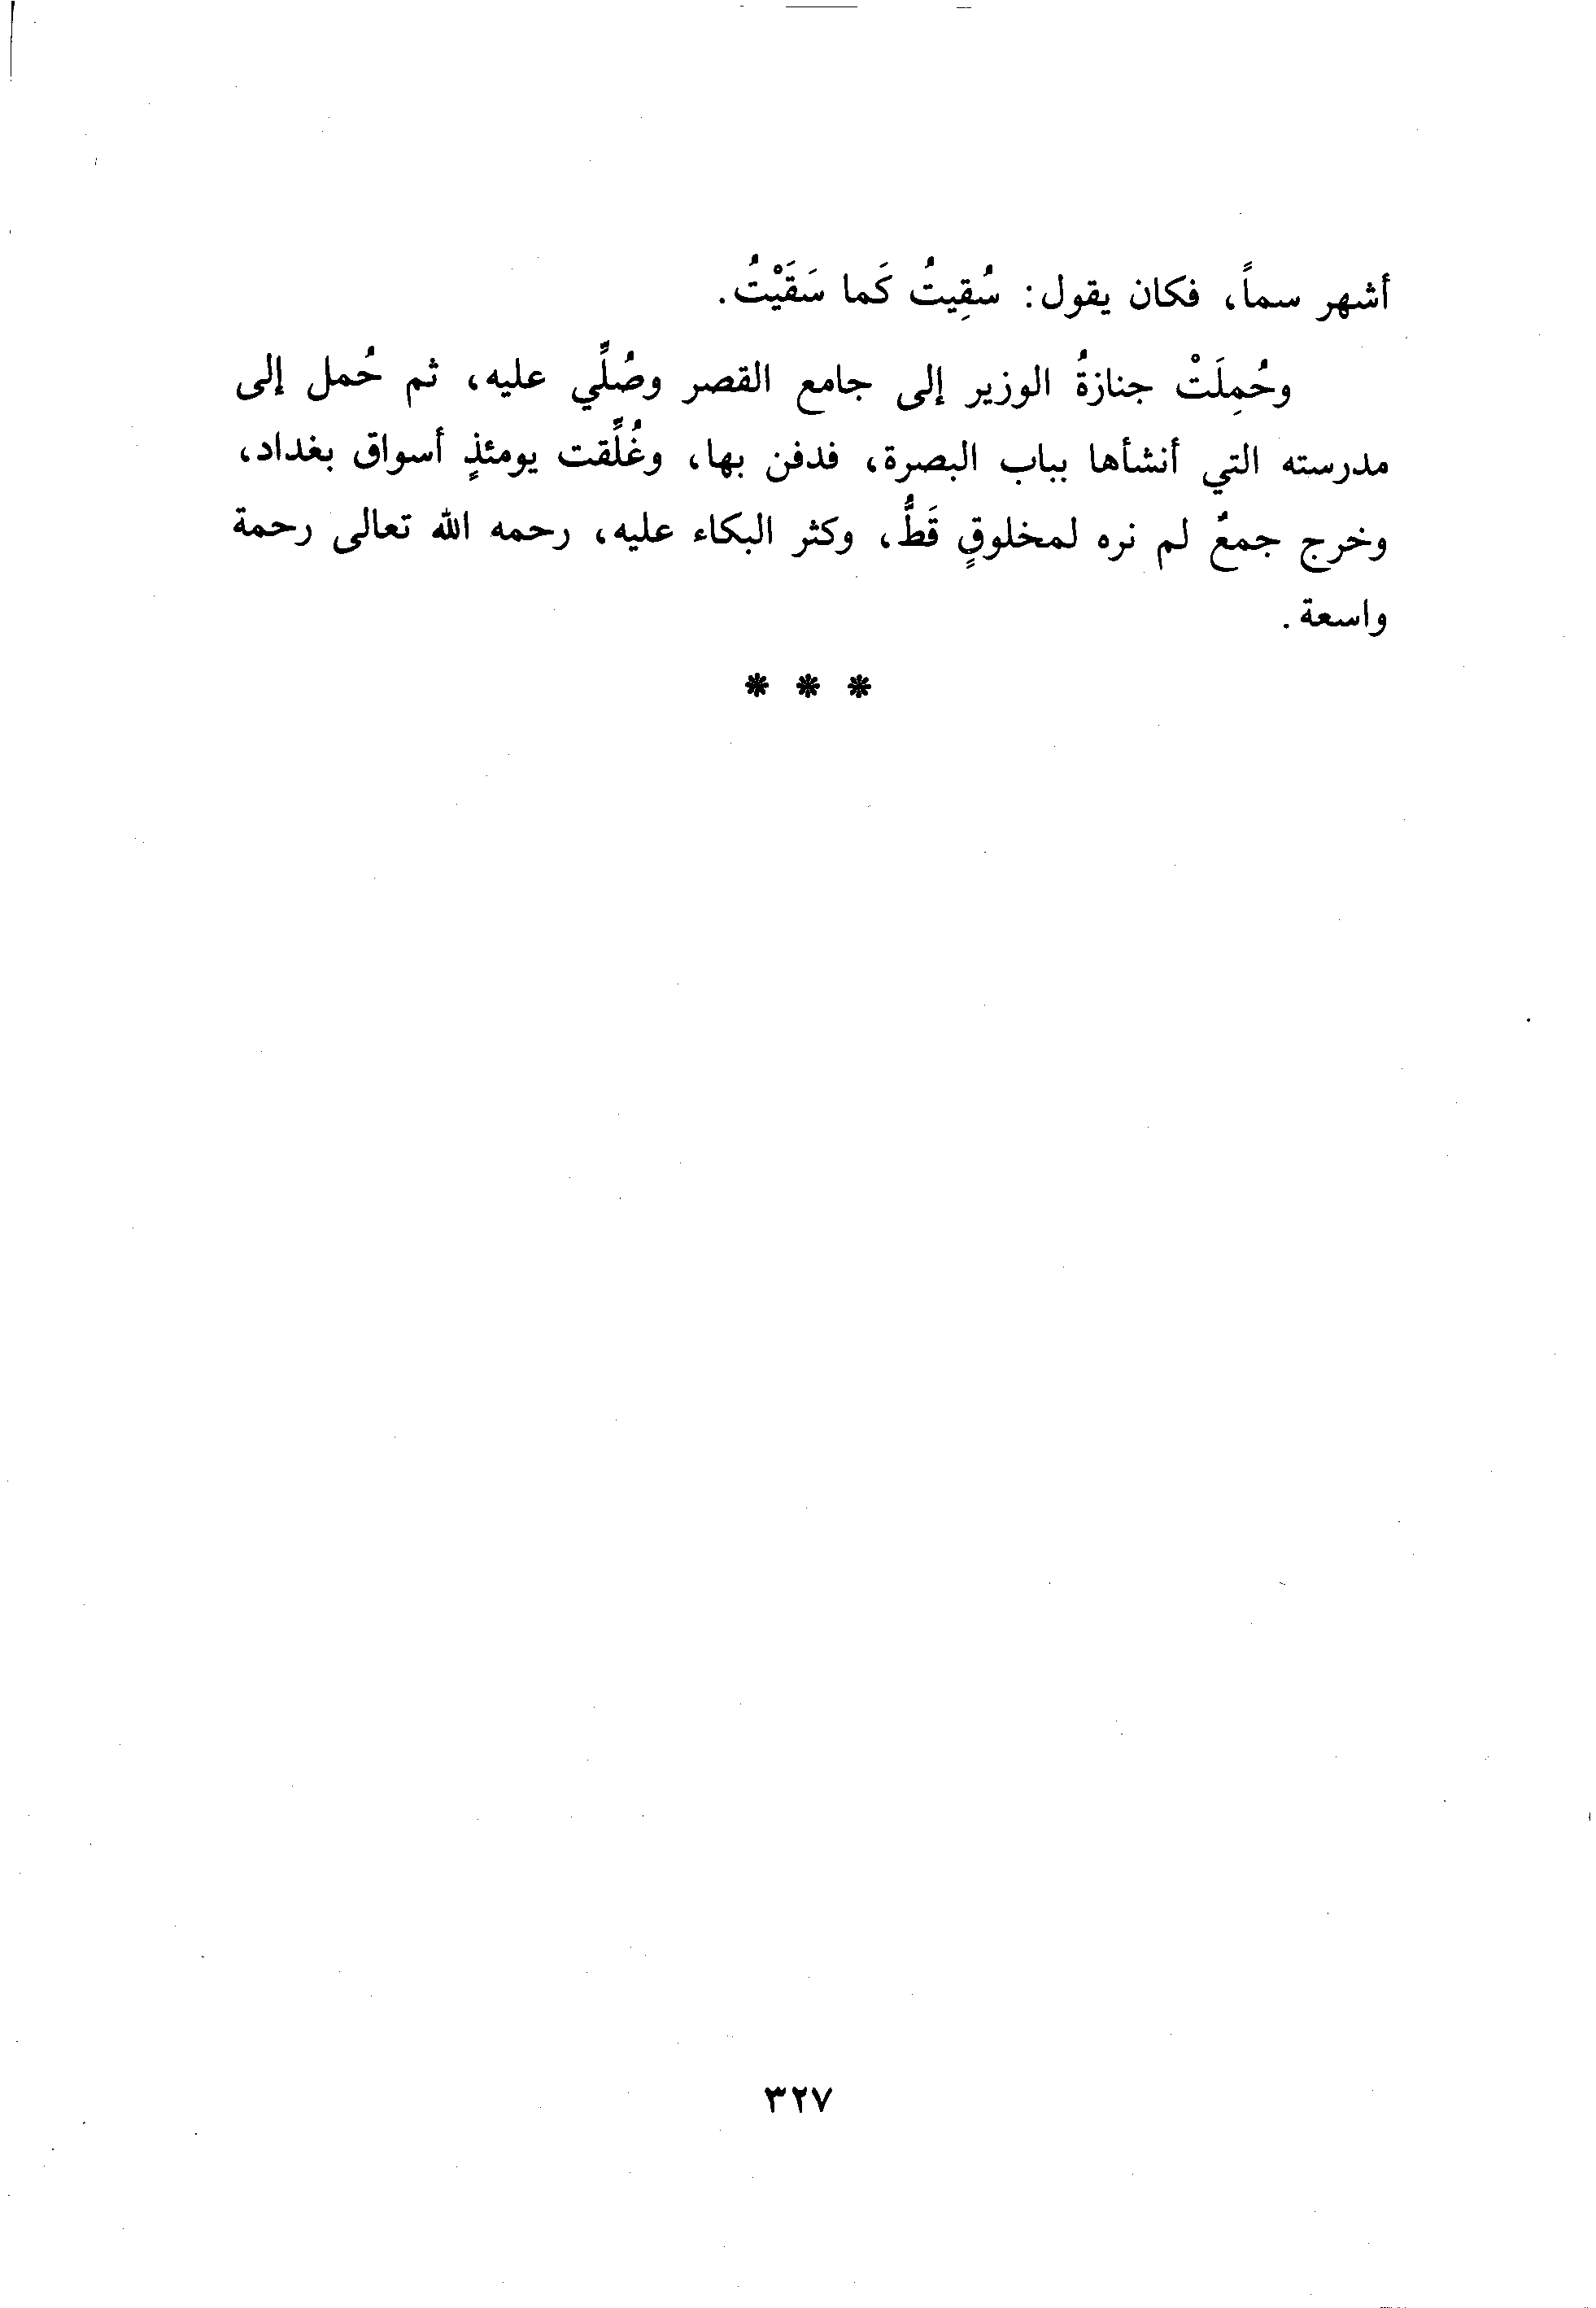 أشهر سماً، فكان يقول: سُقِيتُ كَما سَقَيْتُ.
وحُمِلَتْ جنازةُ الوزير إلى جامع القصر وصُلِّي عليه، ثم حُمل إلى
مدرسته التي أنشأها بباب البصرة، فدفن بها، وغُلِّقت يومئذٍ أسواق بغداد،
وخرج جمعٌ لم نره لمخلوقٍ قَطُّ، وكثر البكاء عليه، رحمه الله تعالى رحمة
واسعة.
* * *
٣٢٧